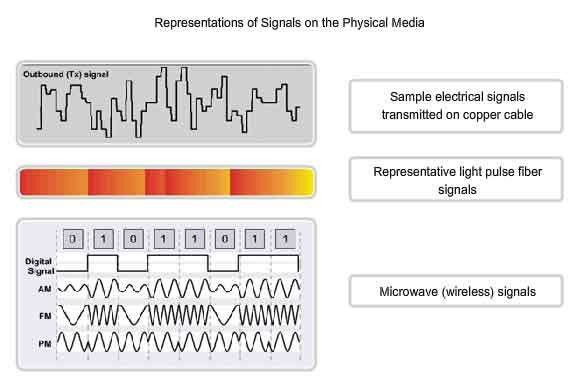 Representations of Signals on the Physical Media
Outbound (Tx) signal
Sample electrical signals
transmitted on copper cable
Representative light pulse fiber
signals
0 1 0 1 1 0 1 1
Digital
Signal
AM
FM
PM
Microwave (wireless) signals